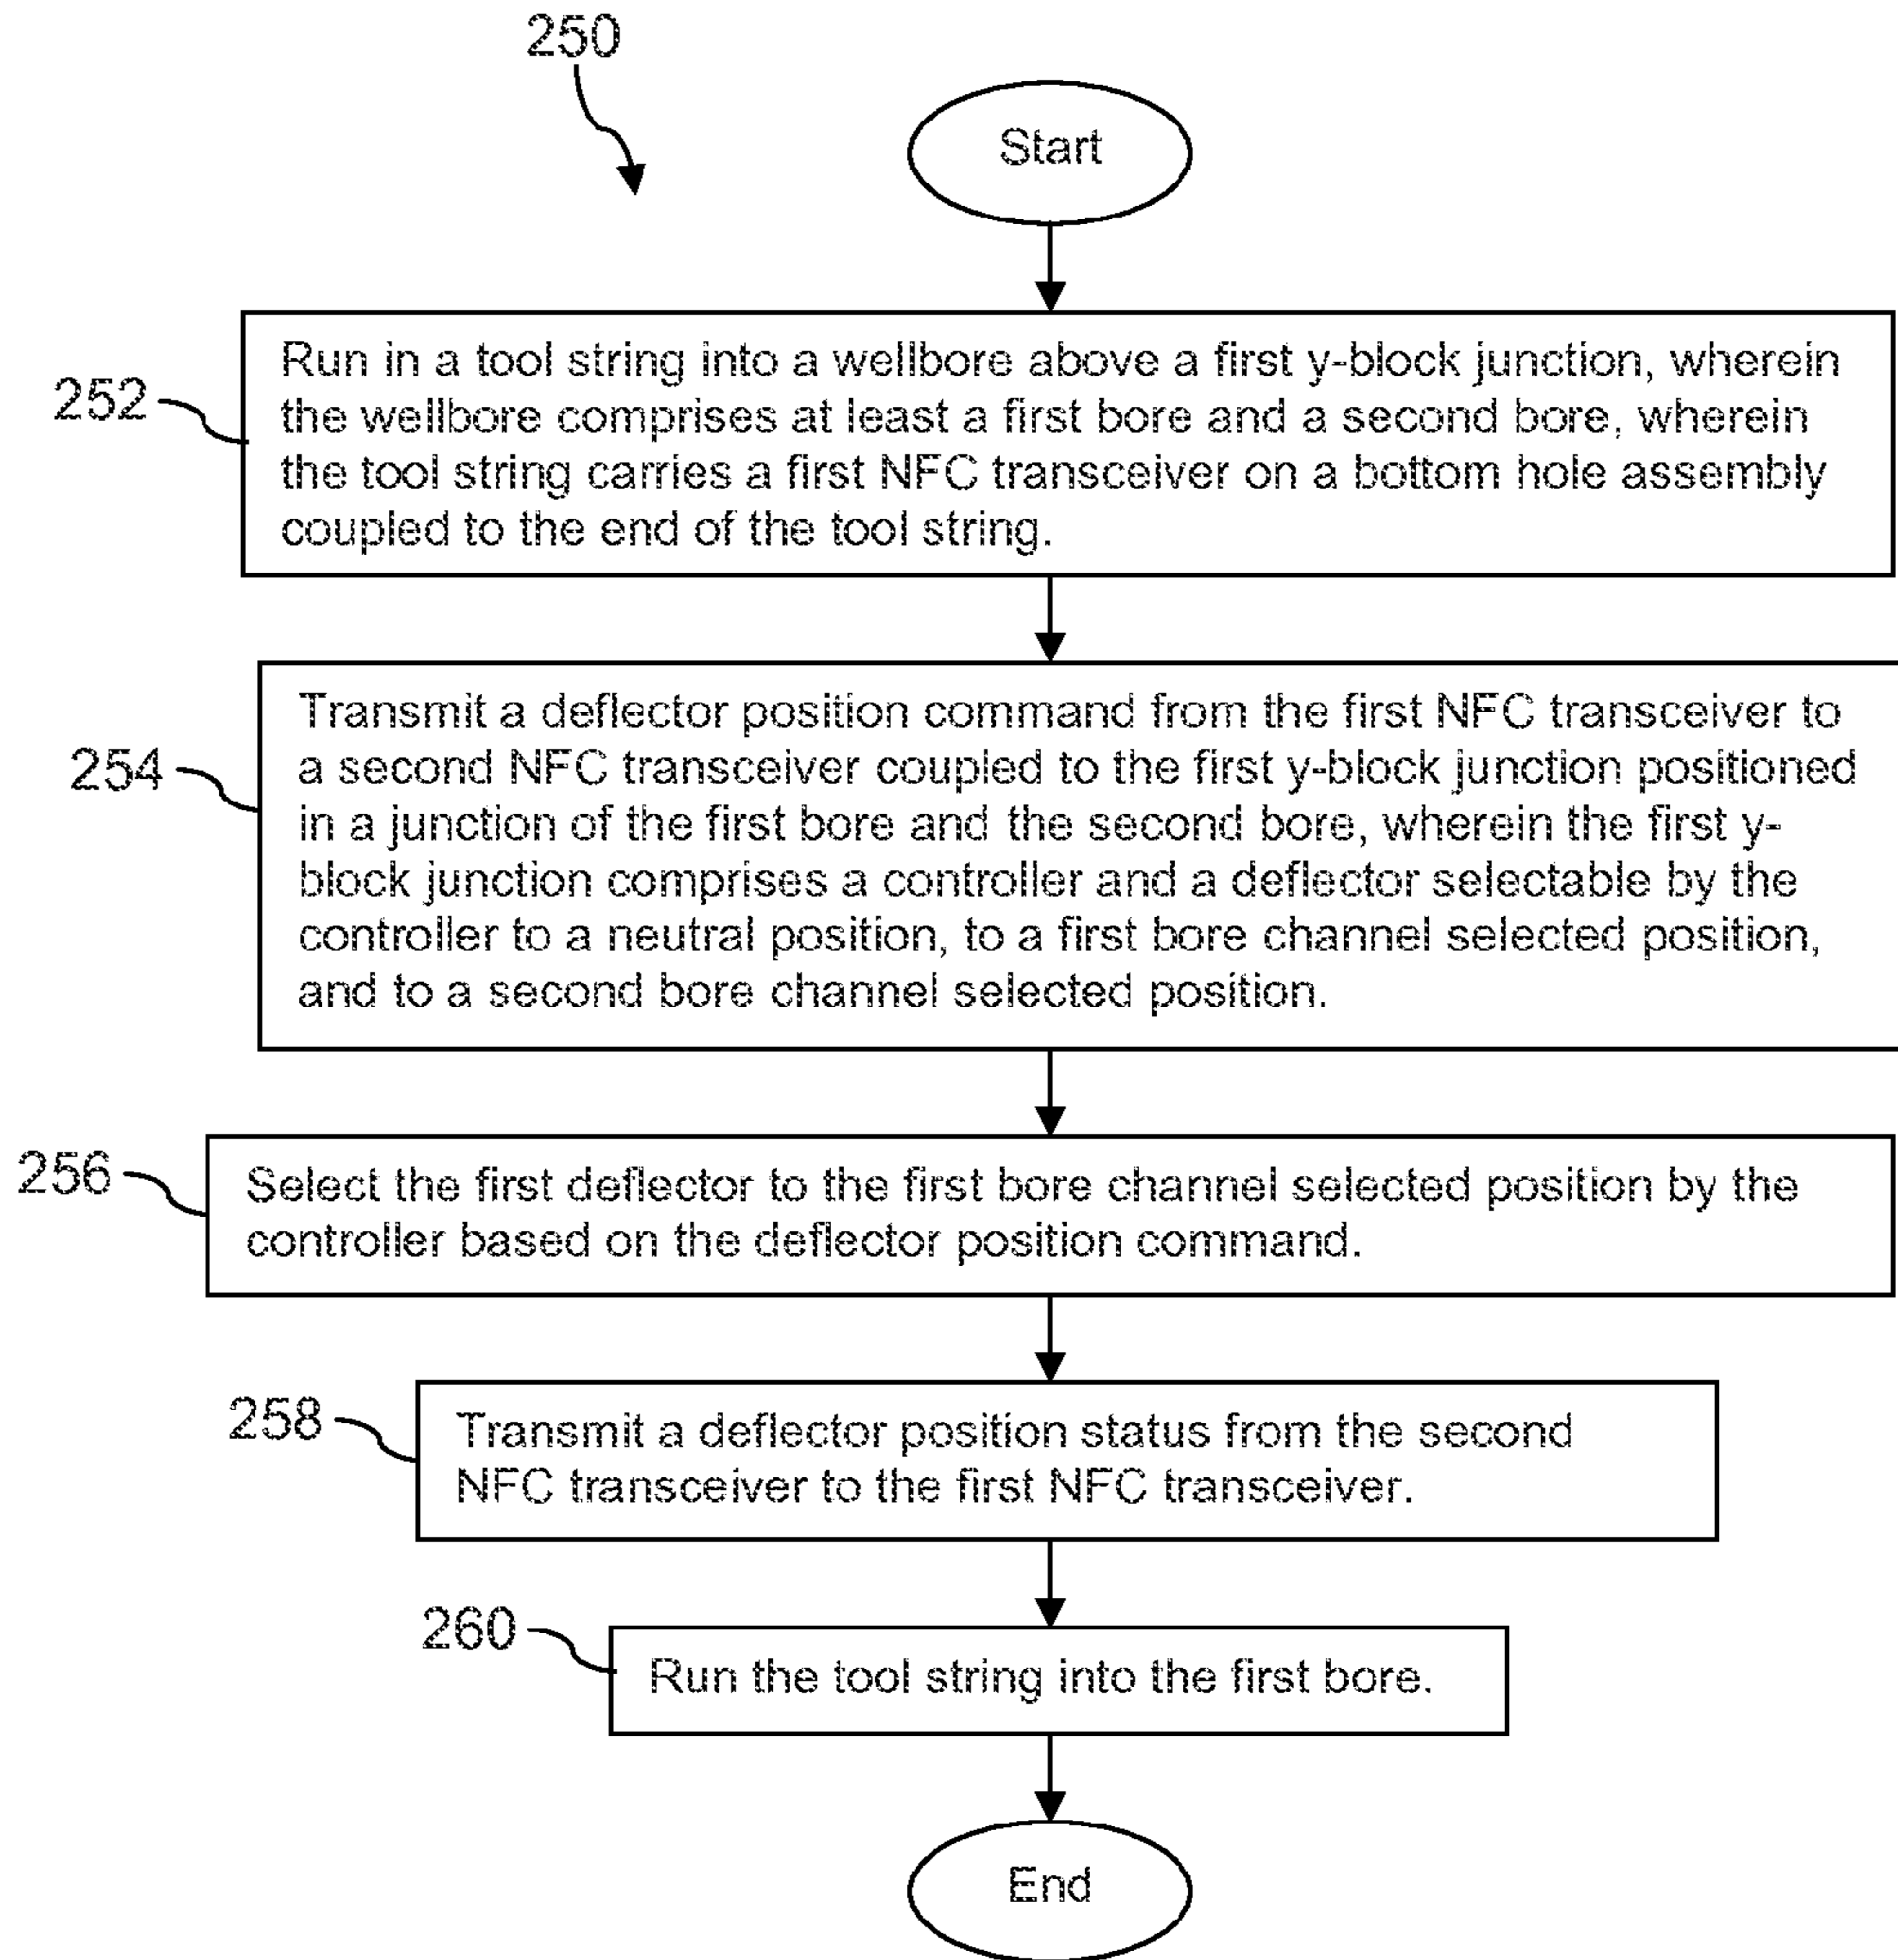 250
Start
252
Run in a tool string into a wellbore above a first y-block junction, wherein
the wellbore comprises at least a first bore and a second bore, wherein
the tool string carries a first NFC transceiver on a bottom hole assembly
coupled to the end of the tool string.
254
Transmit a deflector position command from the first NFC transceiver to
a second NFC transceiver coupled to the first y-block junction positioned
in a junction of the first bore and the second bore, wherein the first y-
block junction comprises a controller and a deflector selectable by the
controller to a neutral position, to a first bore channel selected position,
and to a second bore channel selected position.
256
Select the first deflector to the first bore channel selected position by the
controller based on the deflector position command.
258
Transmit a deflector position status from the second
NFC transceiver to the first NFC transceiver.
260
Run the tool string into the first bore.
End